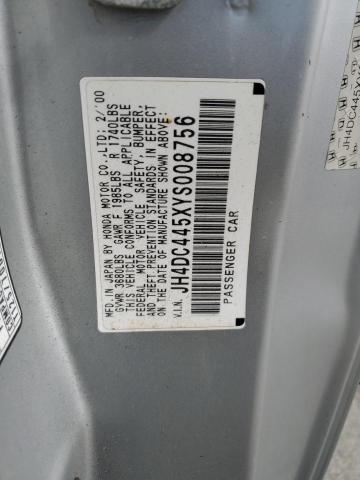 MFD. IN JAPAN BY HONDA MOTOR CO.,LTD; 2/'00
GVWR 3680LBS GAWR F 1985LBS R 1740LBS
THIS VEHICLE CONFORMS TO ALL APPLICABLE
FEDERAL MOTOR VEHICLE SAFETY, BUMPER,
AND THEFT PREVENTION STANDARDS IN EFFECT
ON THE DATE OF MANUFACTURE SHOWN ABOVE:
V.I.N. JH4DC445XYS008756
PASSENGER CAR
JH4DC445X